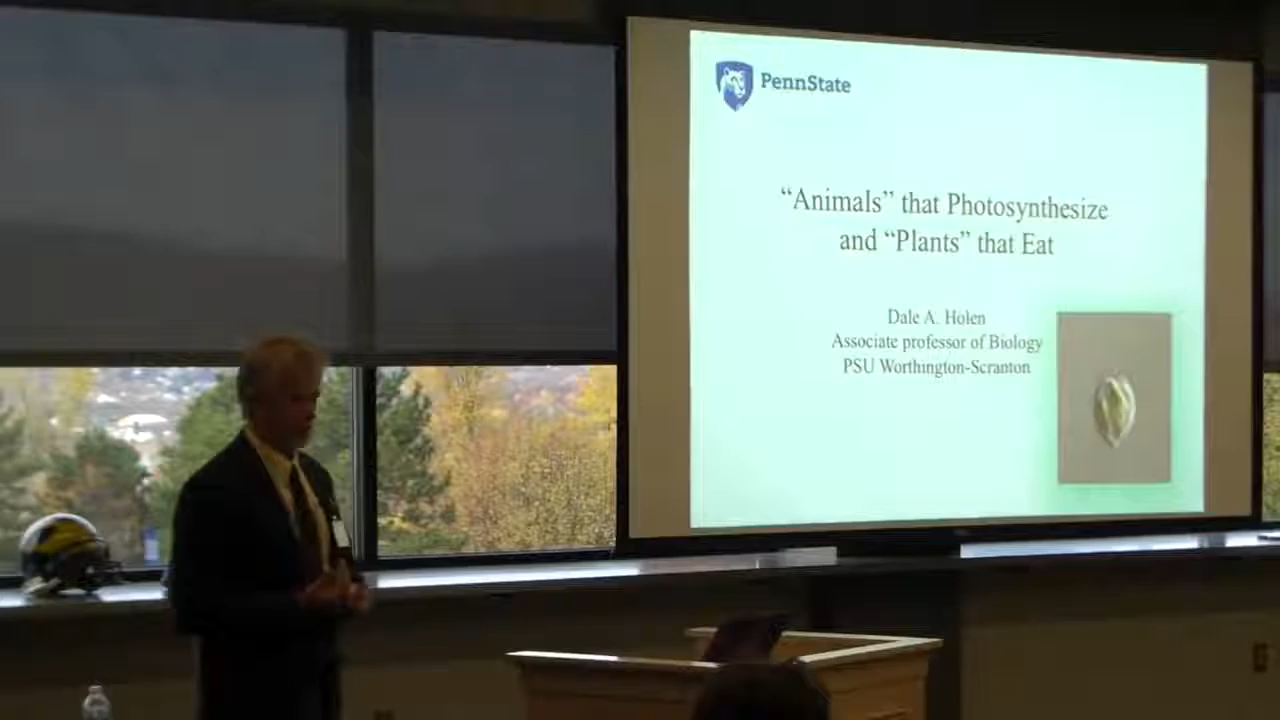 PennState
“Animals” that Photosynthesize
and “Plants” that Eat
Dale A. Holen
Associate professor of Biology
PSU Worthington-Scranton